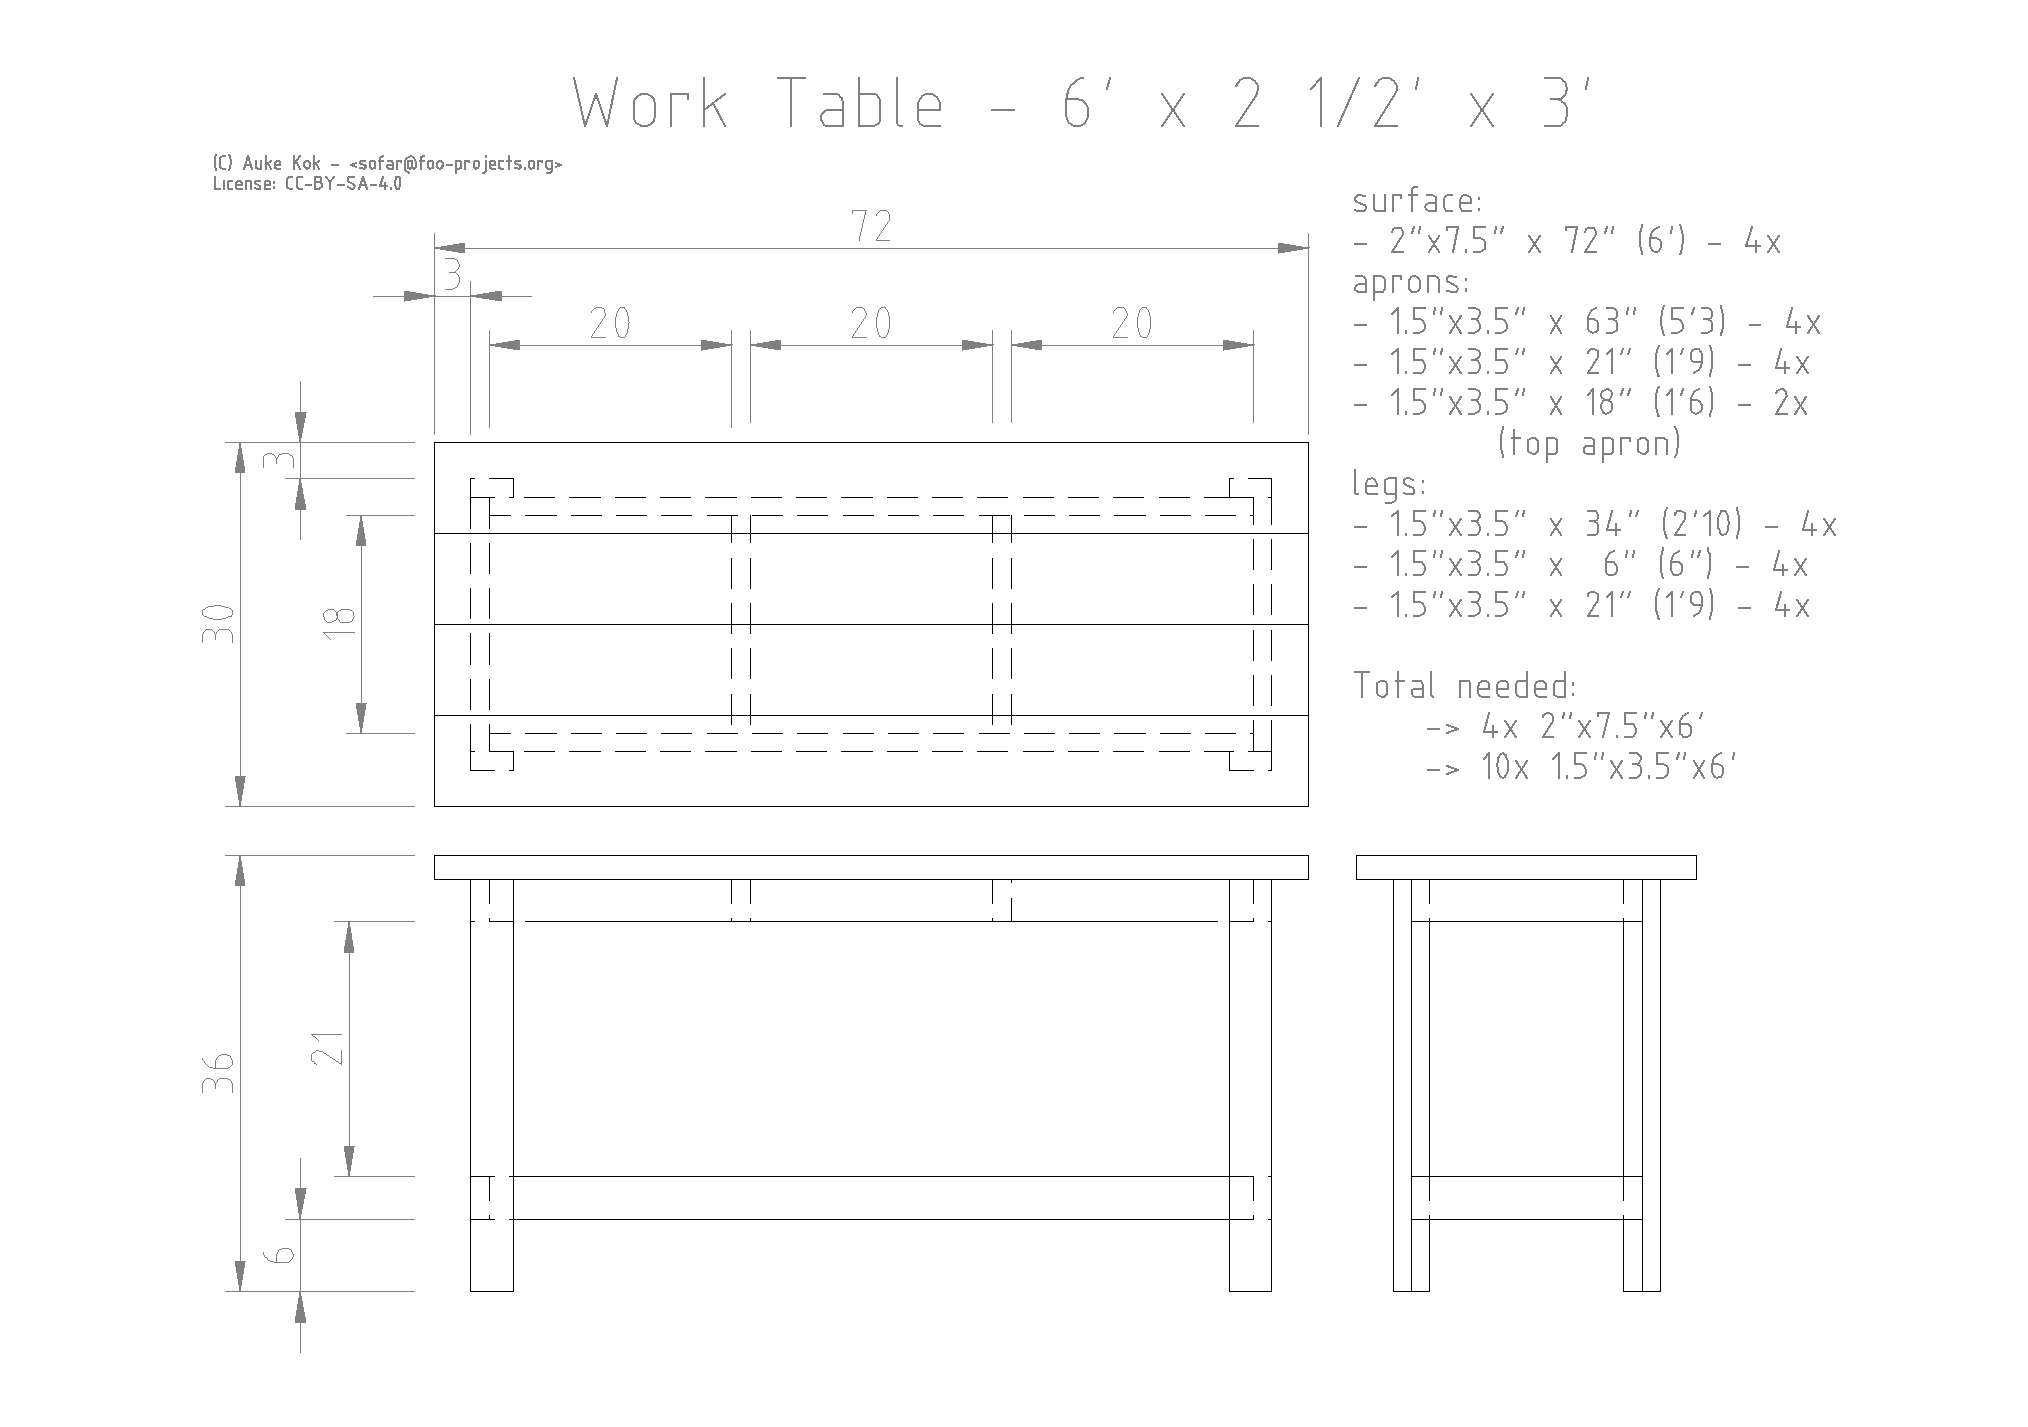 Work Table - 6' x 2 1/2' x 3'
(C) Auke Kok - <sofar@foo-projects.org>
License: CC-BY-SA-4.0
surface:
- 2"x7.5" x 72" (6') - 4x
aprons:
- 1.5"x3.5" x 63" (5'3) - 4x
- 1.5"x3.5" x 21" (1'9) - 4x
- 1.5"x3.5" x 18" (1'6) - 2x
(top apron)
legs:
- 1.5"x3.5" x 34" (2'10) - 4x
- 1.5"x3.5" x 6" (6") - 4x
- 1.5"x3.5" x 21" (1'9) - 4x
Total needed:
-> 4x 2"x7.5"x6'
-> 10x 1.5"x3.5"x6'
72
3
20 20 20
3
30
18
36
21
6